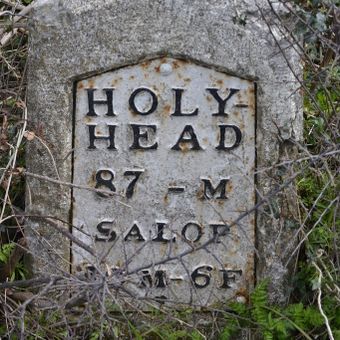 HOLY-
HEAD
87 - M
SALOP
M-6F